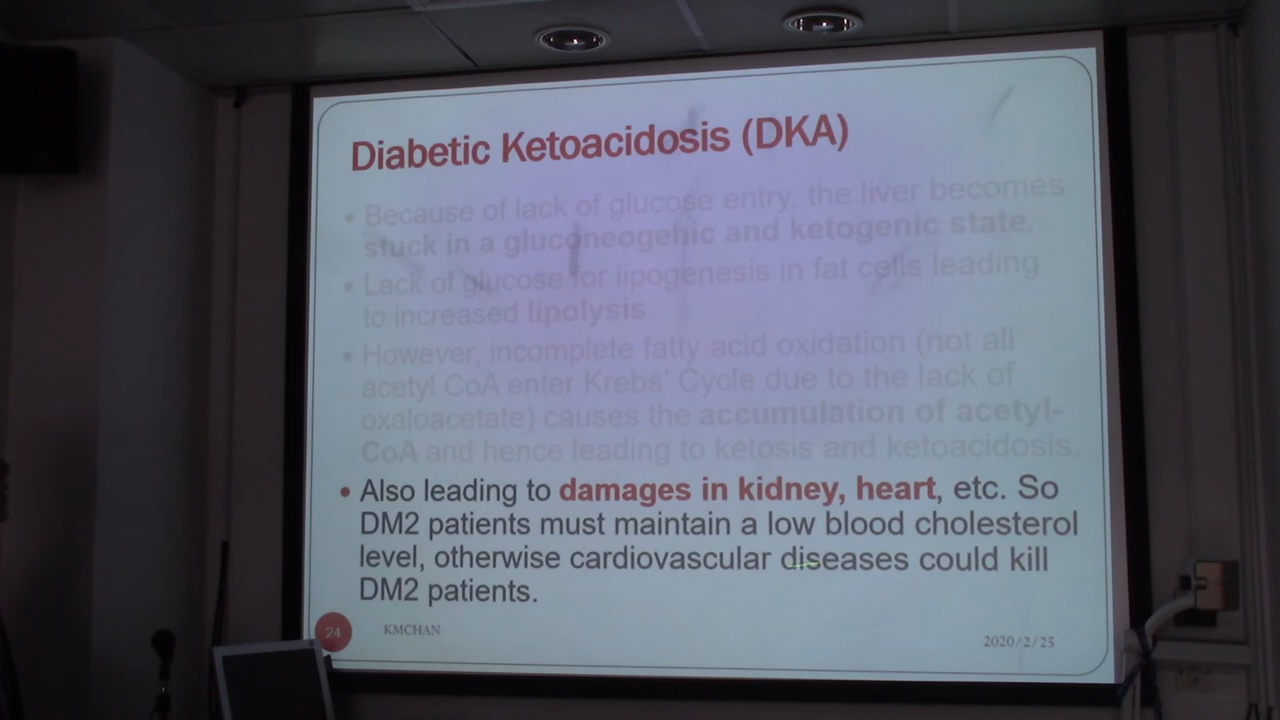 Diabetic Ketoacidosis (DKA)
• Because of lack of glucose entry, the liver becomes
stuck in a gluconeogenic and ketogenic state.
• Lack of glucose for lipogenesis in fat cells leading
to increased lipolysis.
• However, incomplete fatty acid oxidation (not all
acetyl CoA enter Krebs' Cycle due to the lack of
oxaloacetate) causes the accumulation of acetyl-
CoA and hence leading to ketosis and ketoacidosis.
• Also leading to damages in kidney, heart, etc. So
DM2 patients must maintain a low blood cholesterol
level, otherwise cardiovascular diseases could kill
DM2 patients.
24
KMCHAN
2020/2/25